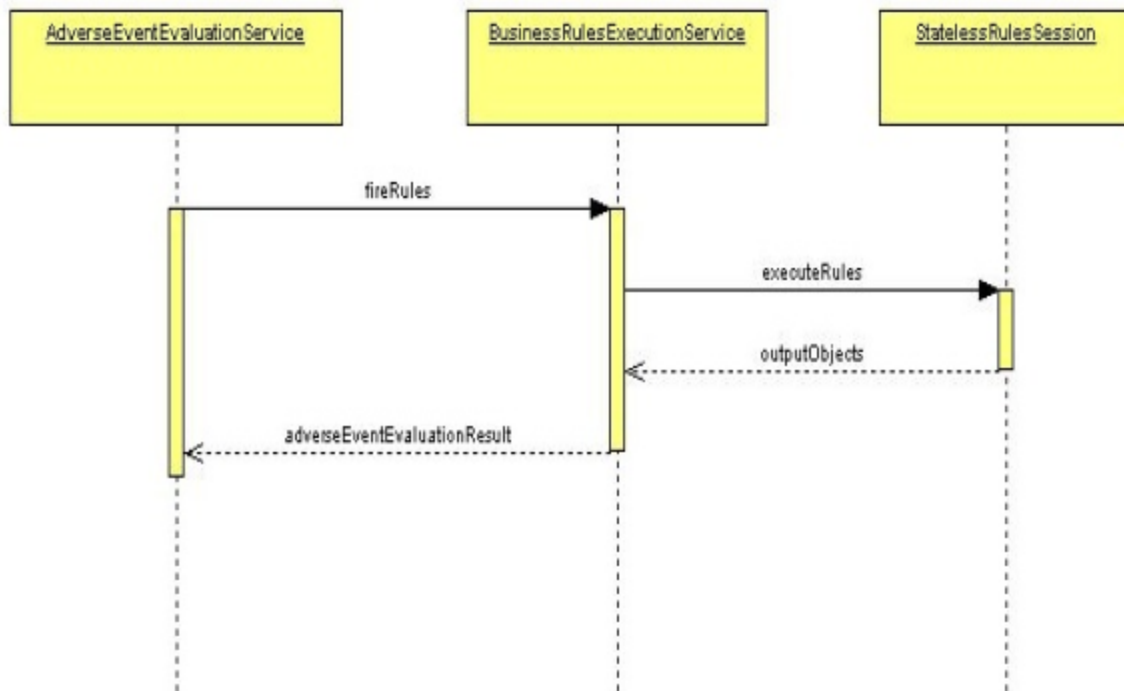 AdverseEventEvaluationService
BusinessRulesExecutionService
StatelessRulesSession
fireRules
executeRules
outputObjects
adverseEventEvaluationResult